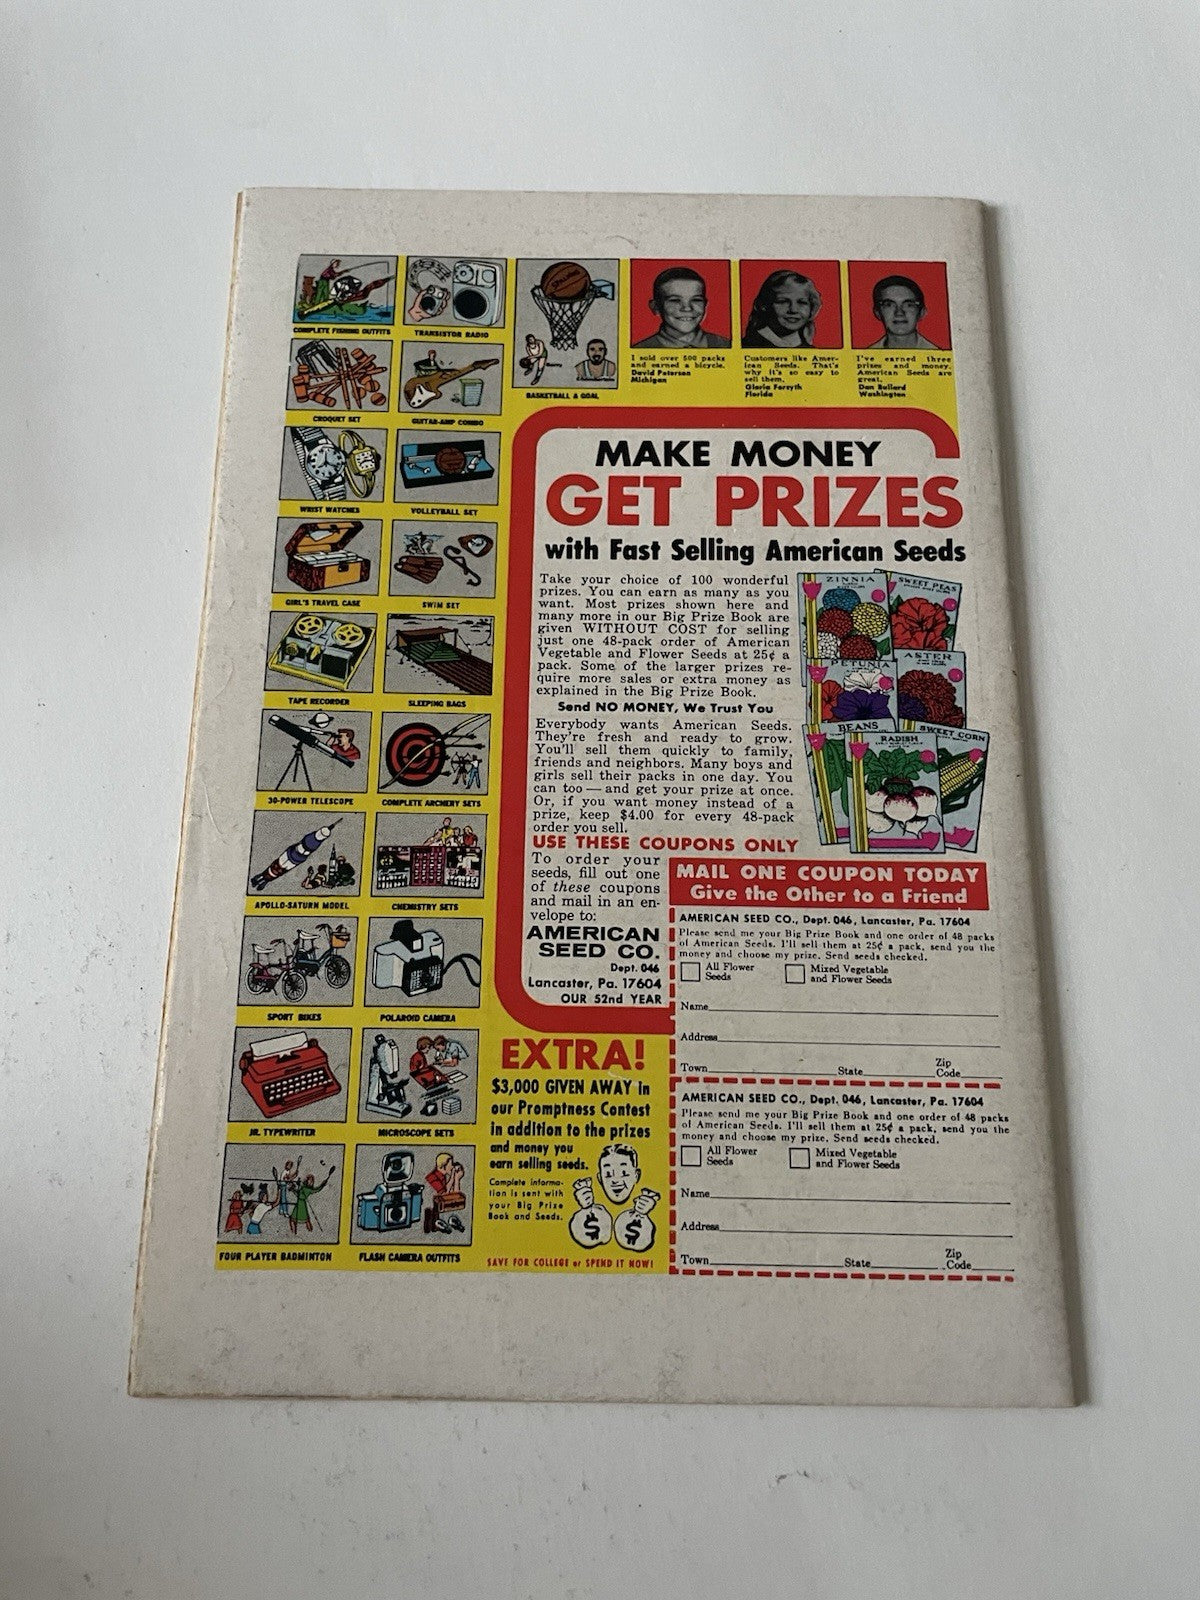 COMPLETE FISHING OUTFITS
TRANSISTOR RADIO
CROQUET SET
GUITAR-AMP COMBO
BASKETBALL & GOAL
WRIST WATCHES
VOLLEYBALL SET
GIRL'S TRAVEL CASE
SWIM SET
TAPE RECORDER
SLEEPING BAGS
30-POWER TELESCOPE
COMPLETE ARCHERY SETS
APOLLO-SATURN MODEL
CHEMISTRY SETS
SPORT BIKES
POLAROID CAMERA
JR. TYPEWRITER
MICROSCOPE SETS
FOUR PLAYER BADMINTON
FLASH CAMERA OUTFITS
I sold over 500 packs
and earned a bicycle.
David Peterson
Michigan
Customers like Amer-
ican Seeds. That's
why it's so easy to
sell them.
Gloria Forsyth
Florida
I've earned three
prizes and money.
American Seeds are
great.
Dan Ballard
Washington
MAKE MONEY
GET PRIZES
with Fast Selling American Seeds
Take your choice of 100 wonderful
prizes. You can earn as many as you
want. Most prizes shown here and
many more in our Big Prize Book are
given WITHOUT COST for selling
just one 48-pack order of American
Vegetable and Flower Seeds at 25¢ a
pack. Some of the larger prizes re-
quire more sales or extra money as
explained in the Big Prize Book.
Send NO MONEY, We Trust You
Everybody wants American Seeds.
They're fresh and ready to grow.
You'll sell them quickly to family,
friends and neighbors. Many boys and
girls sell their packs in one day. You
can too — and get your prize at once.
Or, if you want money instead of a
prize, keep $4.00 for every 48-pack
order you sell.
ZINNIA
SWEET PEAS
PETUNIA
ASTER
BEANS
RADISH
SWEET CORN
USE THESE COUPONS ONLY
To order your
seeds, fill out one
of these coupons
and mail in an en-
velope to:
AMERICAN
SEED CO.
Dept. 046
Lancaster, Pa. 17604
OUR 52nd YEAR
EXTRA!
$3,000 GIVEN AWAY in
our Promptness Contest
in addition to the prizes
and money you
earn selling seeds.
Complete informa-
tion is sent with
your Big Prize
Book and Seeds.
$ $
SAVE FOR COLLEGE or SPEND IT NOW!
MAIL ONE COUPON TODAY
Give the Other to a Friend
AMERICAN SEED CO., Dept. 046, Lancaster, Pa. 17604
Please send me your Big Prize Book and one order of 48 packs
of American Seeds. I'll sell them at 25¢ a pack, send you the
money and choose my prize. Send seeds checked.
All Flower
Seeds
Mixed Vegetable
and Flower Seeds
Name
Address
Town State Zip
Code
AMERICAN SEED CO., Dept. 046, Lancaster, Pa. 17604
Please send me your Big Prize Book and one order of 48 packs
of American Seeds. I'll sell them at 25¢ a pack, send you the
money and choose my prize. Send seeds checked.
All Flower
Seeds
Mixed Vegetable
and Flower Seeds
Name
Address
Town State Zip
Code